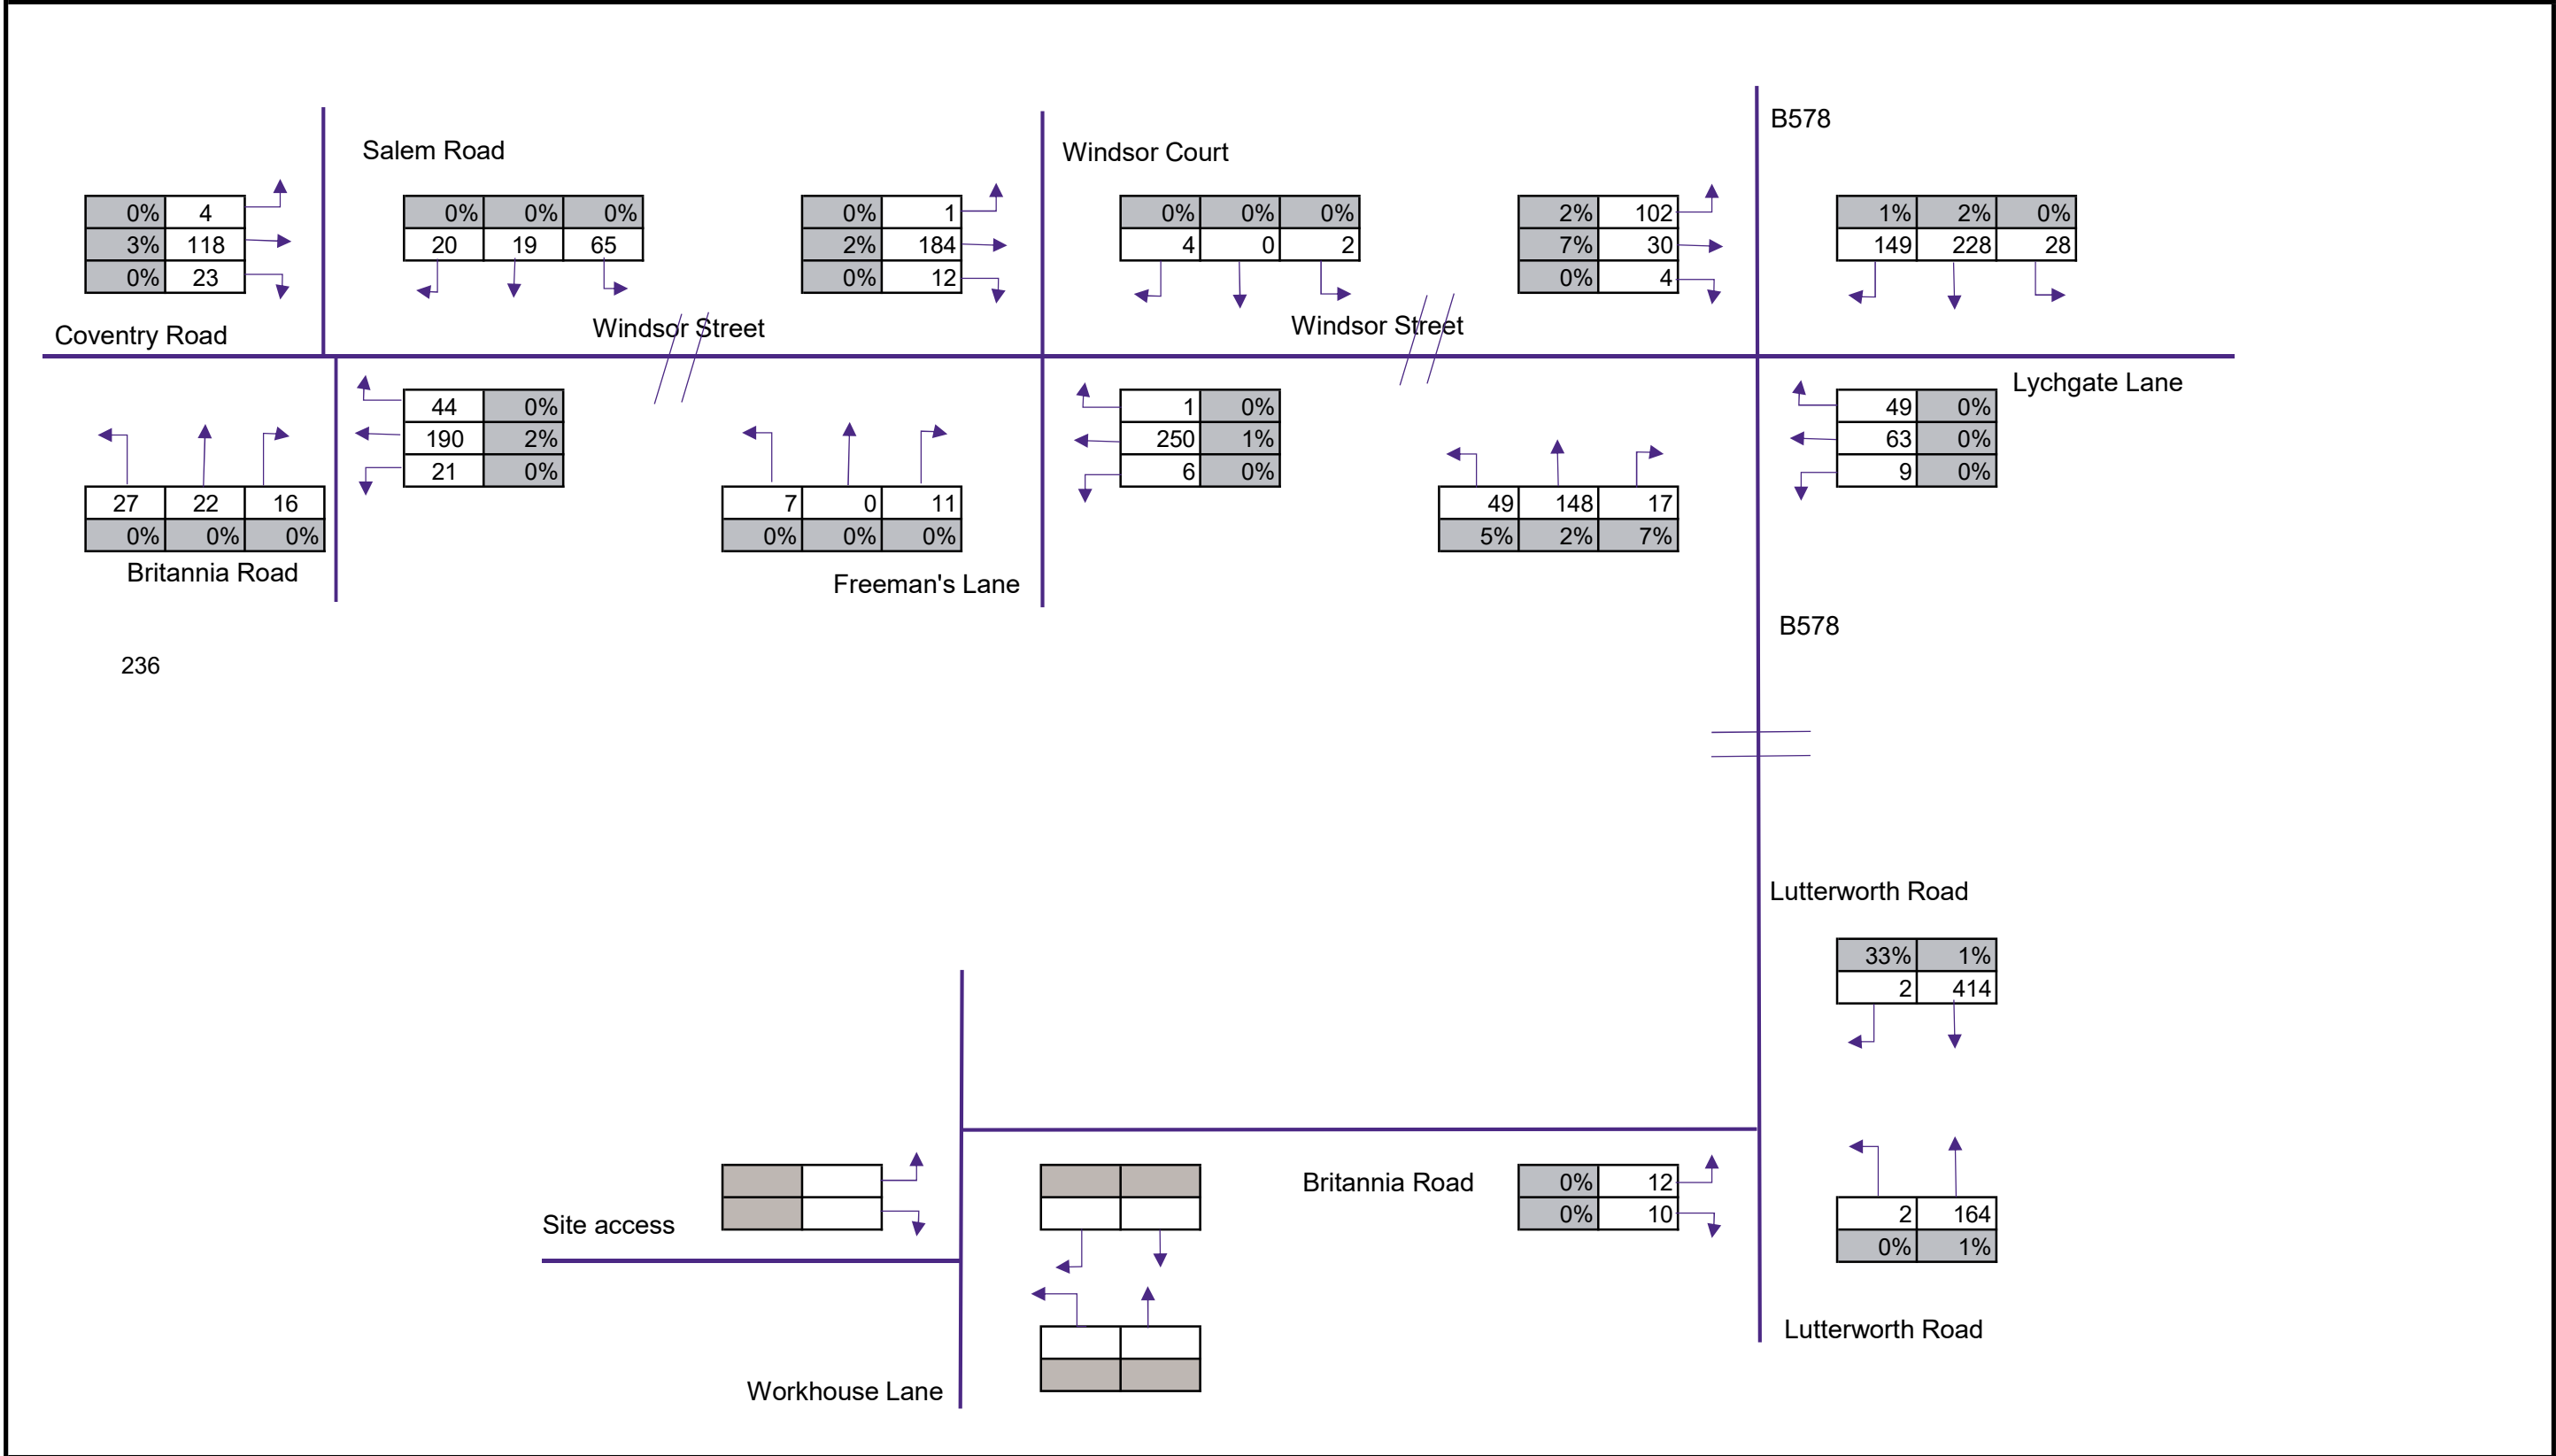 B578
Salem Road
Windsor Court
0% 4
3% 118
0% 23
0% 0% 0%
20 19 65
0% 1
2% 184
0% 12
0% 0% 0%
4 0 2
2% 102
7% 30
0% 4
1% 2% 0%
149 228 28
Coventry Road
Windsor Street
Windsor Street
Lychgate Lane
44 0%
190 2%
21 0%
1 0%
250 1%
6 0%
49 0%
63 0%
9 0%
27 22 16
0% 0% 0%
7 0 11
0% 0% 0%
49 148 17
5% 2% 7%
Britannia Road
Freeman's Lane
B578
236
Lutterworth Road
33% 1%
2 414
Britannia Road
0% 12
0% 10
Site access
2 164
0% 1%
Lutterworth Road
Workhouse Lane